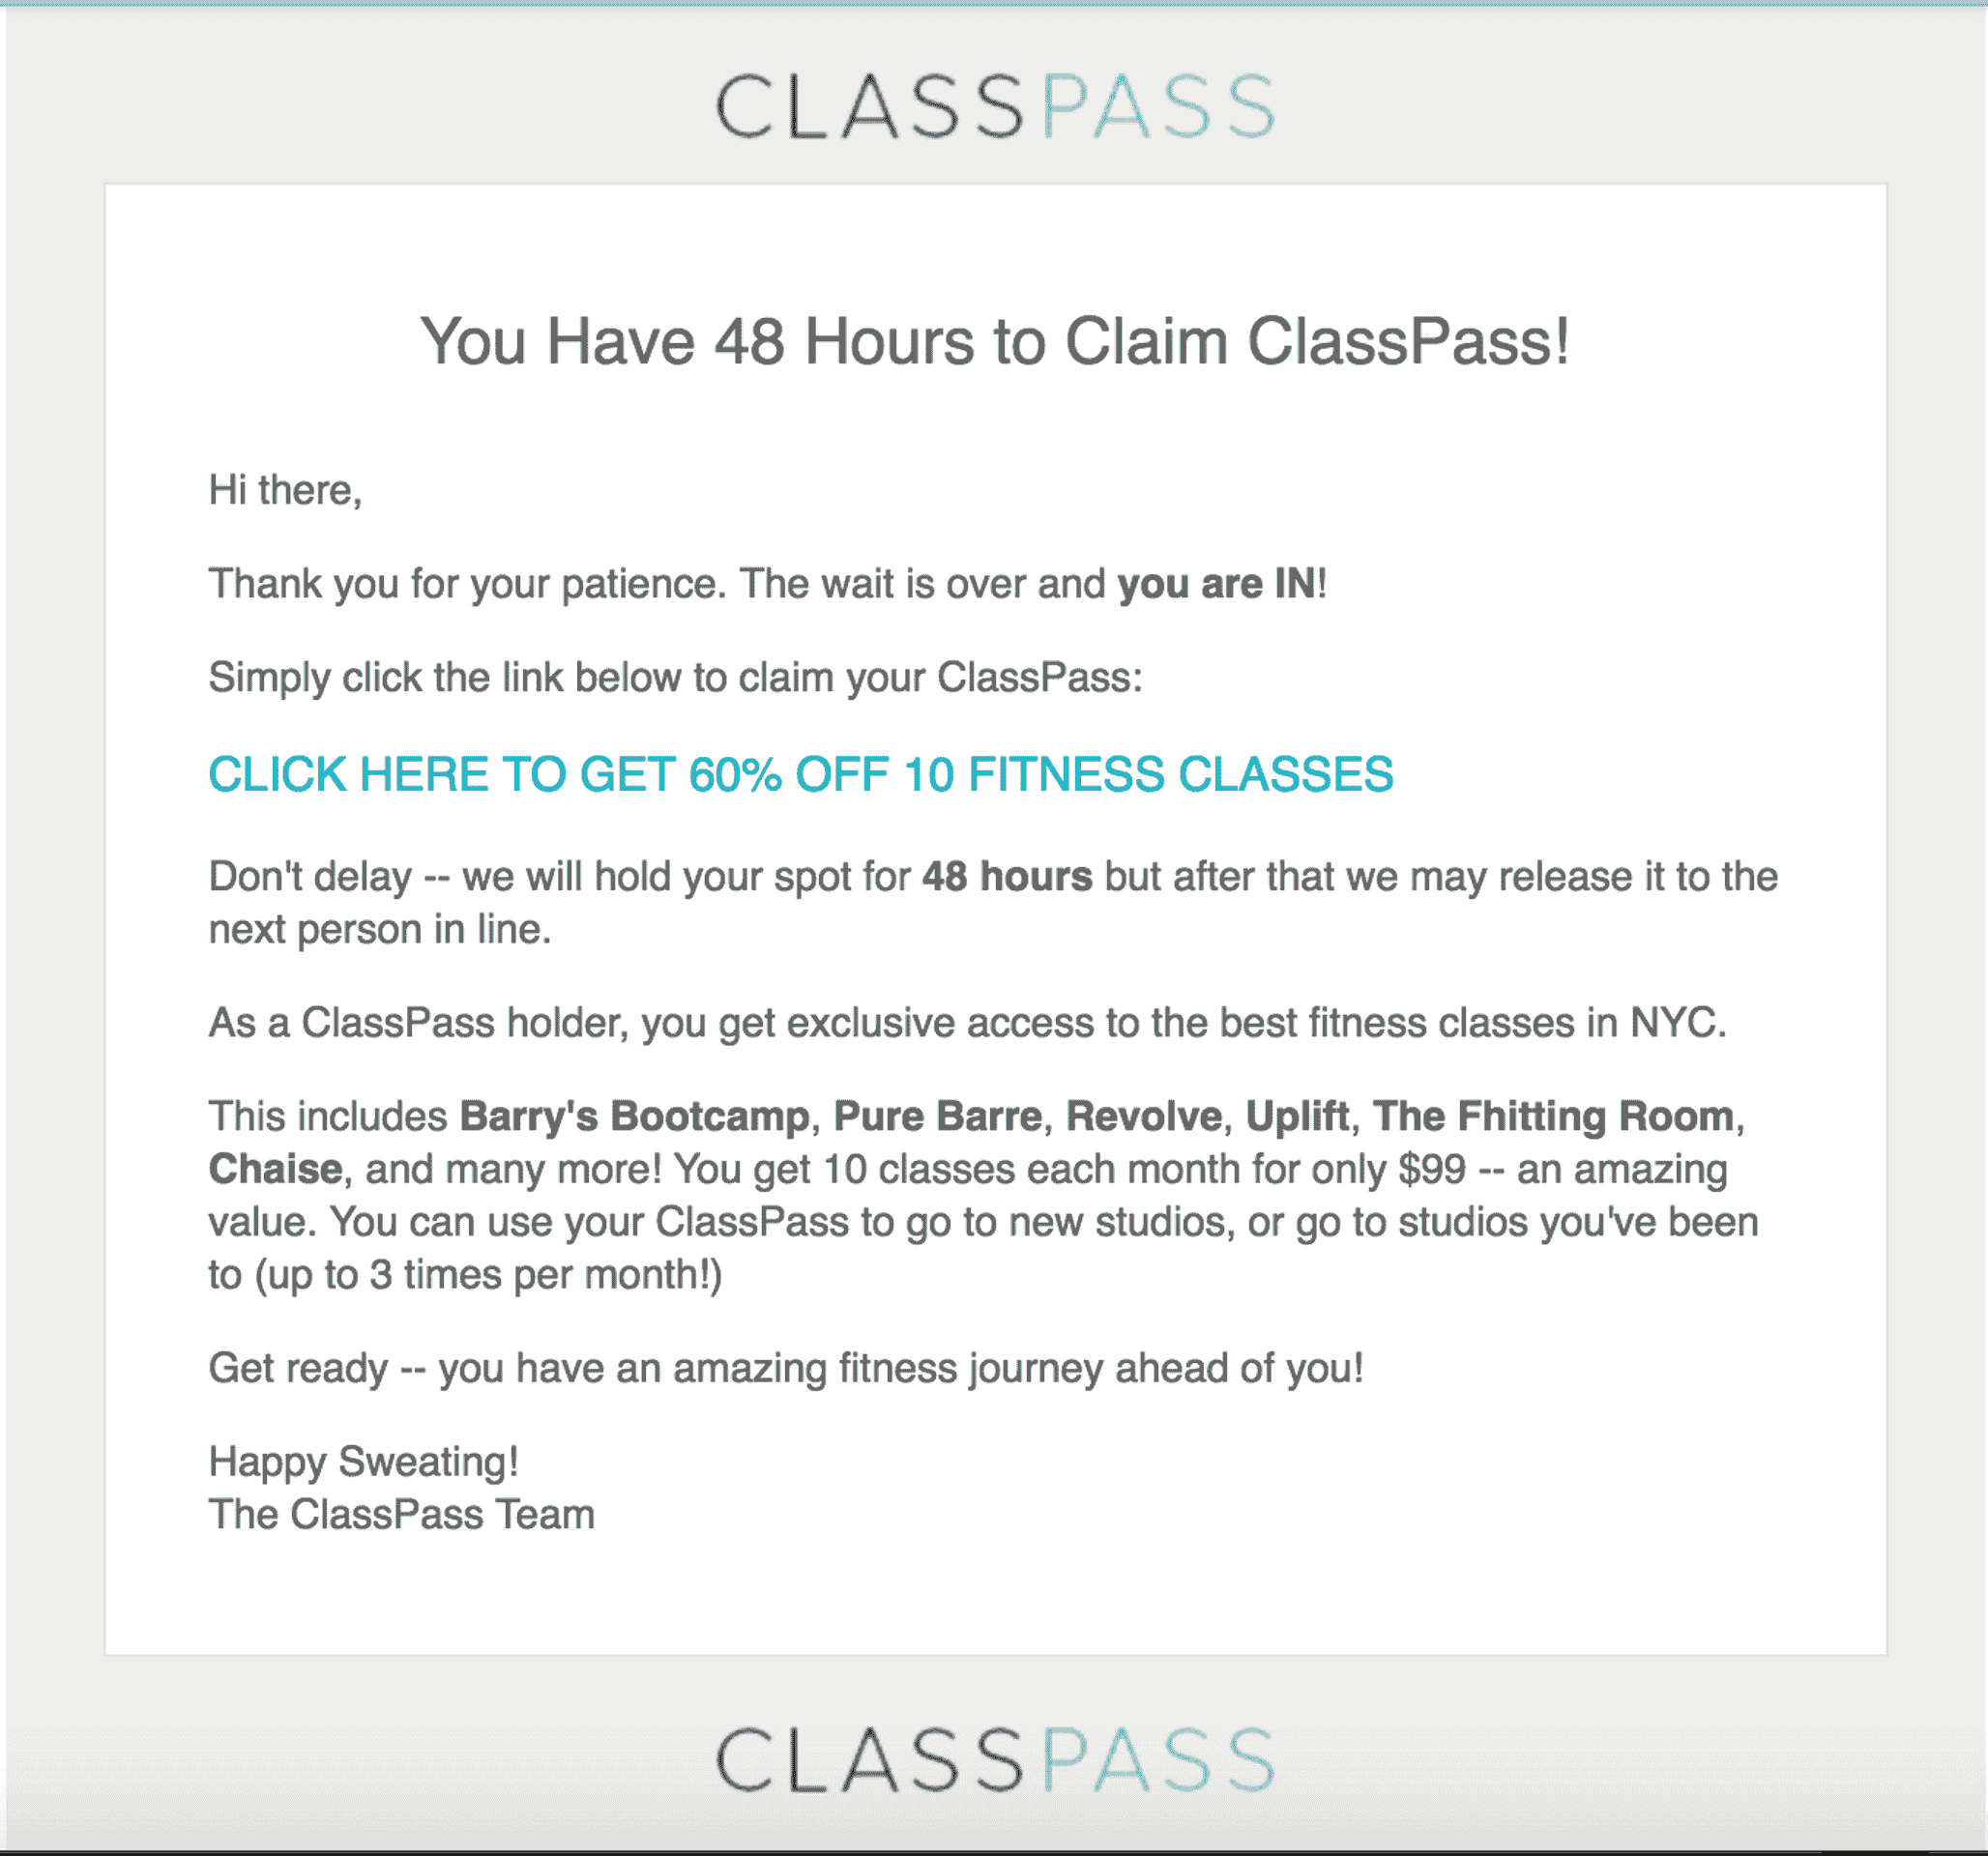 CLASSPASS
You Have 48 Hours to Claim ClassPass!
Hi there,
Thank you for your patience. The wait is over and you are IN!
Simply click the link below to claim your ClassPass:
CLICK HERE TO GET 60% OFF 10 FITNESS CLASSES
Don't delay -- we will hold your spot for 48 hours but after that we may release it to the
next person in line.
As a ClassPass holder, you get exclusive access to the best fitness classes in NYC.
This includes Barry's Bootcamp, Pure Barre, Revolve, Uplift, The Fhitting Room,
Chaise, and many more! You get 10 classes each month for only $99 -- an amazing
value. You can use your ClassPass to go to new studios, or go to studios you've been
to (up to 3 times per month!)
Get ready -- you have an amazing fitness journey ahead of you!
Happy Sweating!
The ClassPass Team
CLASSPASS